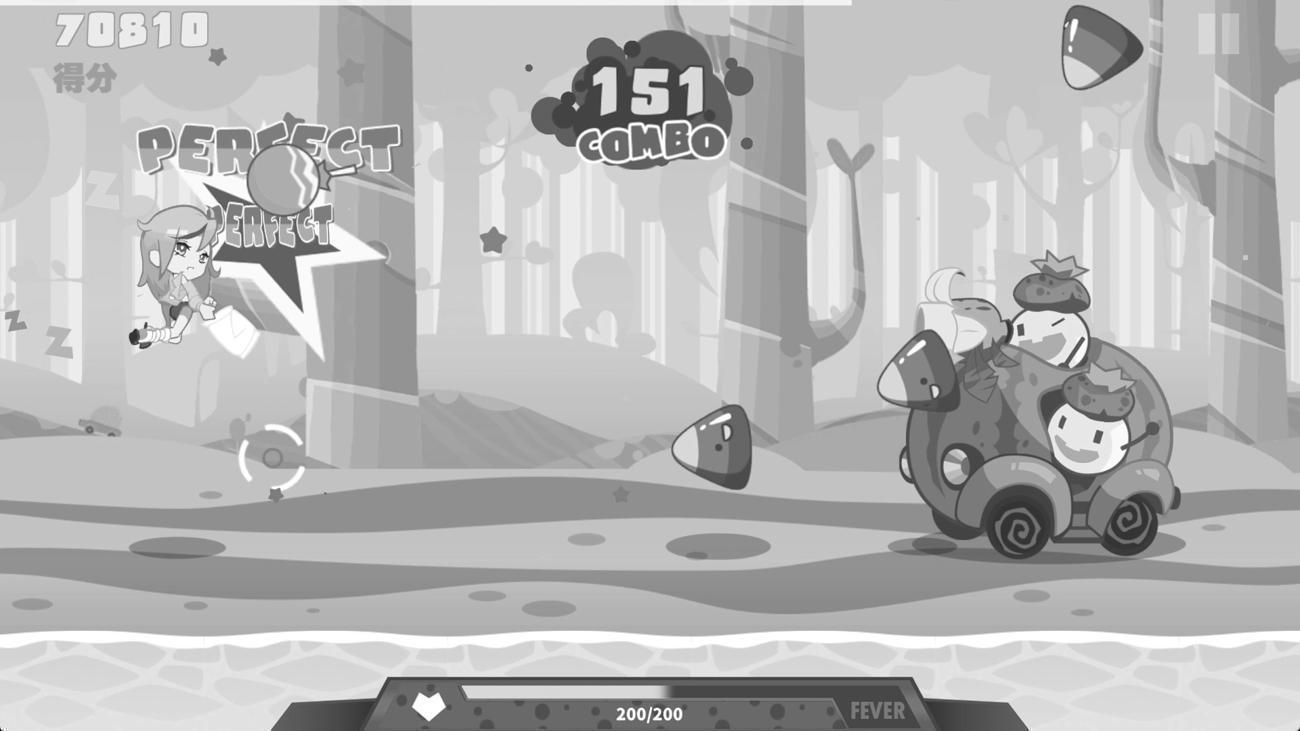 70810
得分
151
COMBO
PERFECT
PERFECT
Z
Z
Z
200/200
FEVER